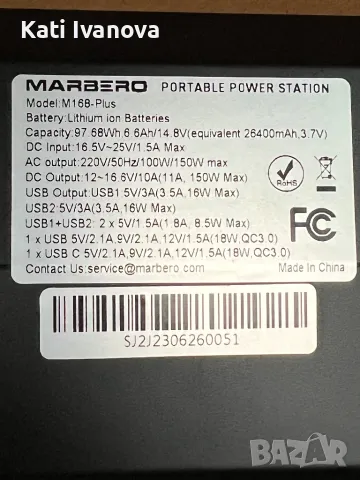 Kati Ivanova
MARBERO PORTABLE POWER STATION
Model:M168-Plus
Battery:Lithium ion Batteries
Capacity:97.68Wh,6.6Ah/14.8V(equivalent 26400mAh,3.7V)
DC Input:16.5V~25V/1.5A Max
AC output:220V/50Hz/100W/150W max
DC Output:12~16.6V/10A(11A, 150W Max)
USB Output:USB1:5V/3A(3.5A,16W Max)
USB2:5V/3A(3.5A,16W Max)
USB1+USB2: 2 x 5V/1.5A(1.8A, 8.5W Max)
1 x USB 5V/2.1A,9V/2.1A,12V/1.5A(18W,QC3.0)
1 x USB C 5V/2.1A,9V/2.1A,12V/1.5A(18W,QC3.0)
Contact Us:service@marbero.com Made In China
RoHS
FC
SJ2J2306260051
bazar